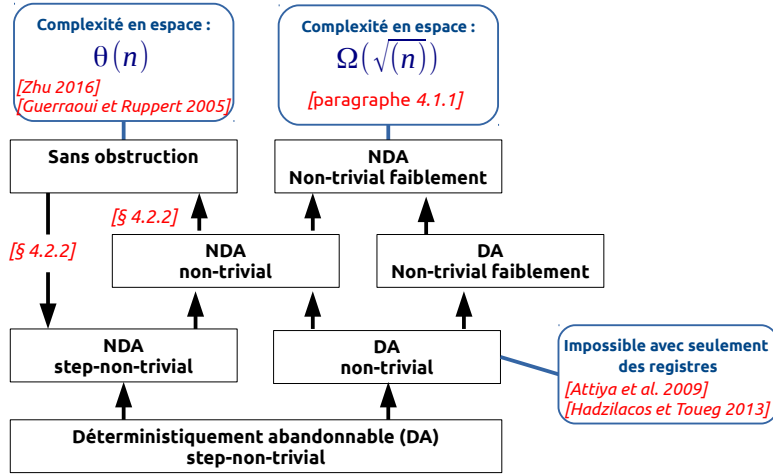 Complexité en espace :
θ(n)
[Zhu 2016]
[Guerraoui et Ruppert 2005]
Complexité en espace :
Ω(√(n))
[paragraphe 4.1.1]
Sans obstruction
NDA
Non-trivial faiblement
[§ 4.2.2]
[§ 4.2.2]
NDA
non-trivial
DA
Non-trivial faiblement
NDA
step-non-trivial
DA
non-trivial
Impossible avec seulement
des registres
[Attiya et al. 2009]
[Hadzilacos et Toueg 2013]
Déterministiquement abandonnable (DA)
step-non-trivial